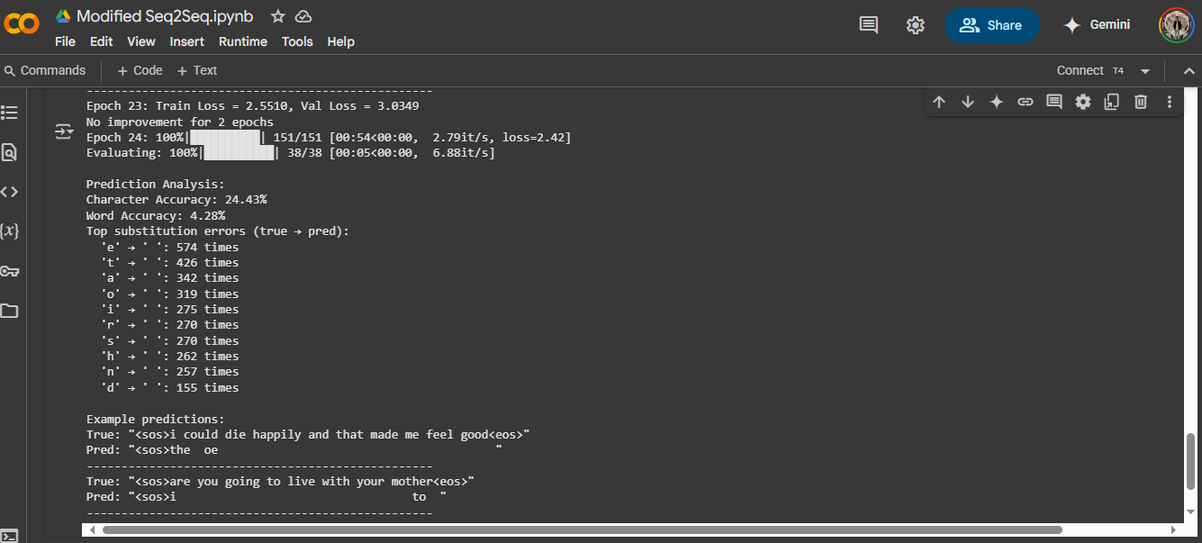 Modified Seq2Seq.ipynb
File Edit View Insert Runtime Tools Help
Share
Gemini
Commands + Code + Text
Connect T4
Epoch 23: Train Loss = 2.5510, Val Loss = 3.0349
No improvement for 2 epochs
Epoch 24: 100%|██████████| 151/151 [00:54<00:00, 2.79it/s, loss=2.42]
Evaluating: 100%|██████████| 38/38 [00:05<00:00, 6.88it/s]
Prediction Analysis:
Character Accuracy: 24.43%
Word Accuracy: 4.28%
Top substitution errors (true → pred):
'e' → ' ': 574 times
't' → ' ': 426 times
'a' → ' ': 342 times
'o' → ' ': 319 times
'i' → ' ': 275 times
'r' → ' ': 270 times
's' → ' ': 270 times
'h' → ' ': 262 times
'n' → ' ': 257 times
'd' → ' ': 155 times
Example predictions:
True: "<sos>i could die happily and that made me feel good<eos>"
Pred: "<sos>the  oe                                        "
--------------------------------------------------
True: "<sos>are you going to live with your mother<eos>"
Pred: "<sos>i                                  to  "
--------------------------------------------------